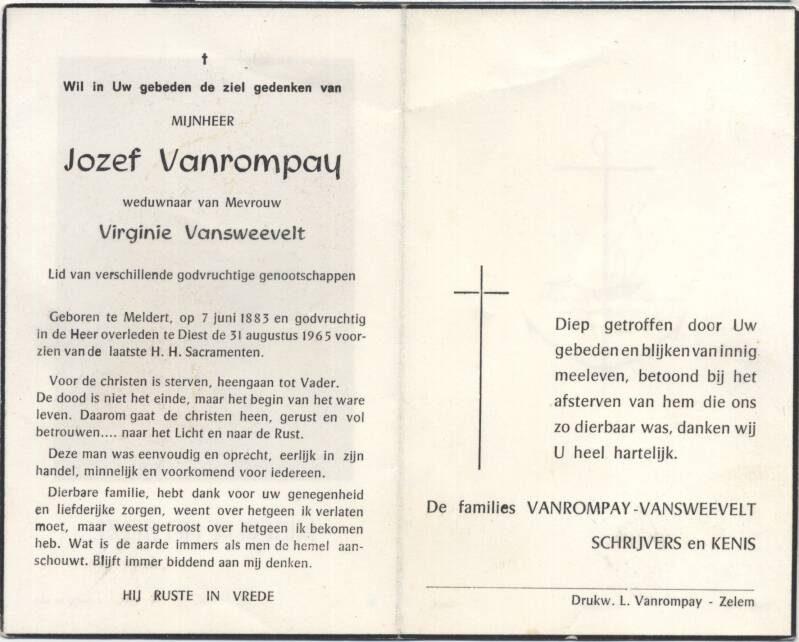 Wil in Uw gebeden de ziel gedenken van
MIJNHEER
Jozef Vanrompay
weduwnaar van Mevrouw
Virginie Vansweevelt
Lid van verschillende godvruchtige genootschappen
Geboren te Meldert, op 7 juni 1883 en godvruchtig
in de Heer overleden te Diest de 31 augustus 1965 voor-
zien van de laatste H. H. Sacramenten.
Voor de christen is sterven, heengaan tot Vader.
De dood is niet het einde, maar het begin van het ware
leven. Daarom gaat de christen heen, gerust en vol
betrouwen.... naar het Licht en naar de Rust.
Deze man was eenvoudig en oprecht, eerlijk in zijn
handel, minnelijk en voorkomend voor iedereen.
Dierbare familie, hebt dank voor uw genegenheid
en liefderijke zorgen, weent over hetgeen ik verlaten
moet, maar weest getroost over hetgeen ik bekomen
heb. Wat is de aarde immers als men de hemel aan-
schouwt. Blijft immer biddend aan mij denken.
HIJ RUSTE IN VREDE
Diep getroffen door Uw
gebeden en blijken van innig
meeleven, betoond bij het
afsterven van hem die ons
zo dierbaar was, danken wij
U heel hartelijk.
De families VANROMPAY-VANSWEEVELT
SCHRIJVERS en KENIS
Drukw. L. Vanrompay - Zelem